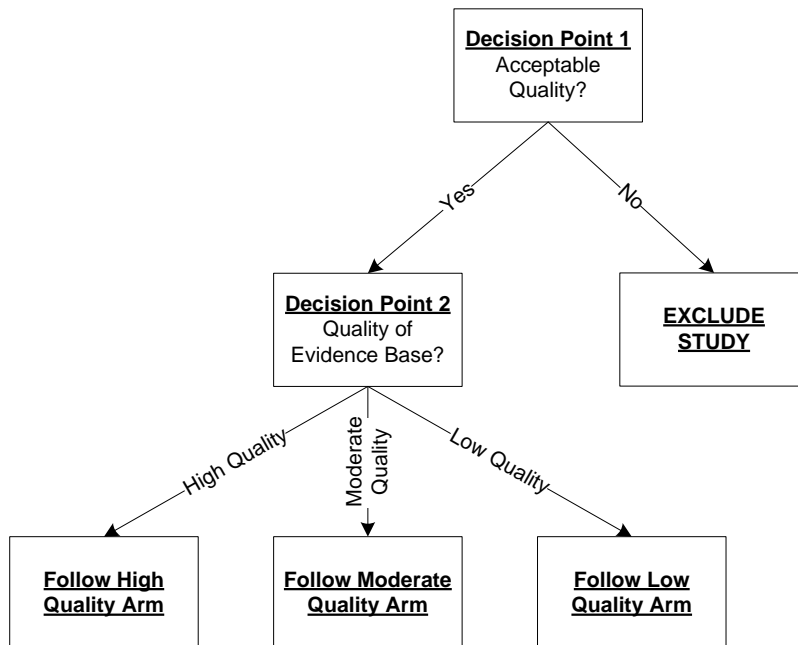 Decision Point 1
Acceptable
Quality?
Yes
No
Decision Point 2
Quality of
Evidence Base?
EXCLUDE
STUDY
High Quality
Moderate
Quality
Low Quality
Follow High
Quality Arm
Follow Moderate
Quality Arm
Follow Low
Quality Arm